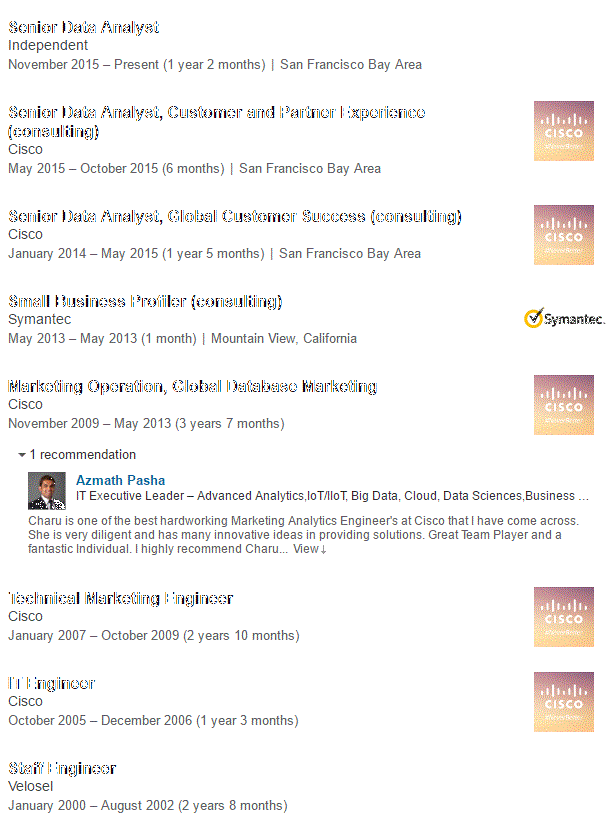 Senior Data Analyst
Independent
November 2015 – Present (1 year 2 months) | San Francisco Bay Area
Senior Data Analyst, Customer and Partner Experience
(consulting)
Cisco
CISCO
May 2015 – October 2015 (6 months) | San Francisco Bay Area
Senior Data Analyst, Global Customer Success (consulting)
Cisco
CISCO
January 2014 – May 2015 (1 year 5 months) | San Francisco Bay Area
Small Business Profiler (consulting)
Symantec
Symantec.
May 2013 – May 2013 (1 month) | Mountain View, California
Marketing Operation, Global Database Marketing
Cisco
CISCO
November 2009 – May 2013 (3 years 7 months)
1 recommendation
Azmath Pasha
IT Executive Leader – Advanced Analytics,IoT/IIoT, Big Data, Cloud, Data Sciences,Business ...
Charu is one of the best hardworking Marketing Analytics Engineer's at Cisco that I have come across.
She is very diligent and has many innovative ideas in providing solutions. Great Team Player and a
fantastic Individual. I highly recommend Charu... View↓
Technical Marketing Engineer
Cisco
CISCO
January 2007 – October 2009 (2 years 10 months)
IT Engineer
Cisco
CISCO
October 2005 – December 2006 (1 year 3 months)
Staff Engineer
Velosel
January 2000 – August 2002 (2 years 8 months)